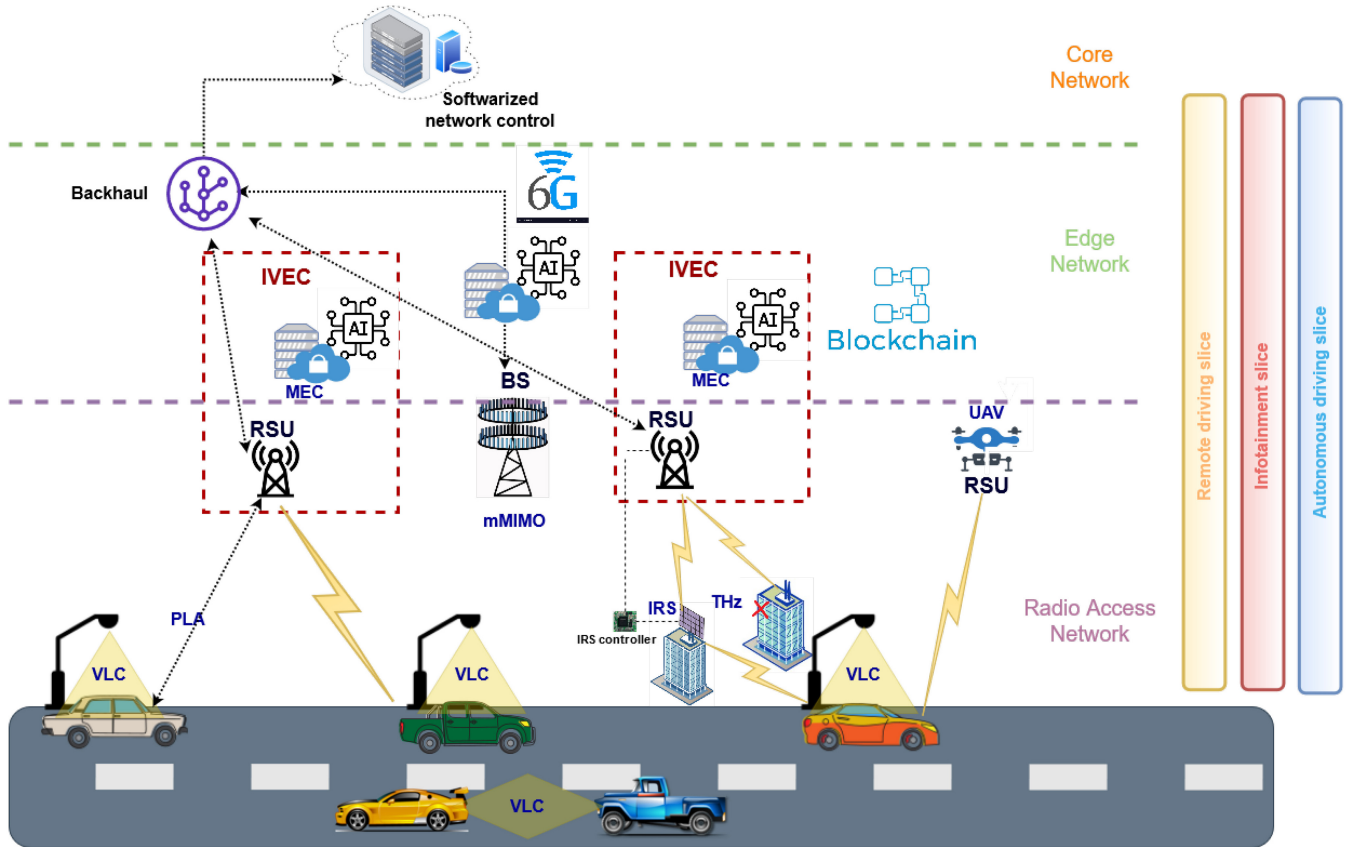 Core
Network
Softwarized
network control
Backhaul
6G
Edge
Network
IVEC
AI
MEC
AI
BS
IVEC
AI
MEC
Blockchain
RSU
mMIMO
RSU
UAV
RSU
PLA
IRS
THz
IRS controller
Radio Access
Network
VLC
VLC
VLC
VLC
Remote driving slice
Infotainment slice
Autonomous driving slice